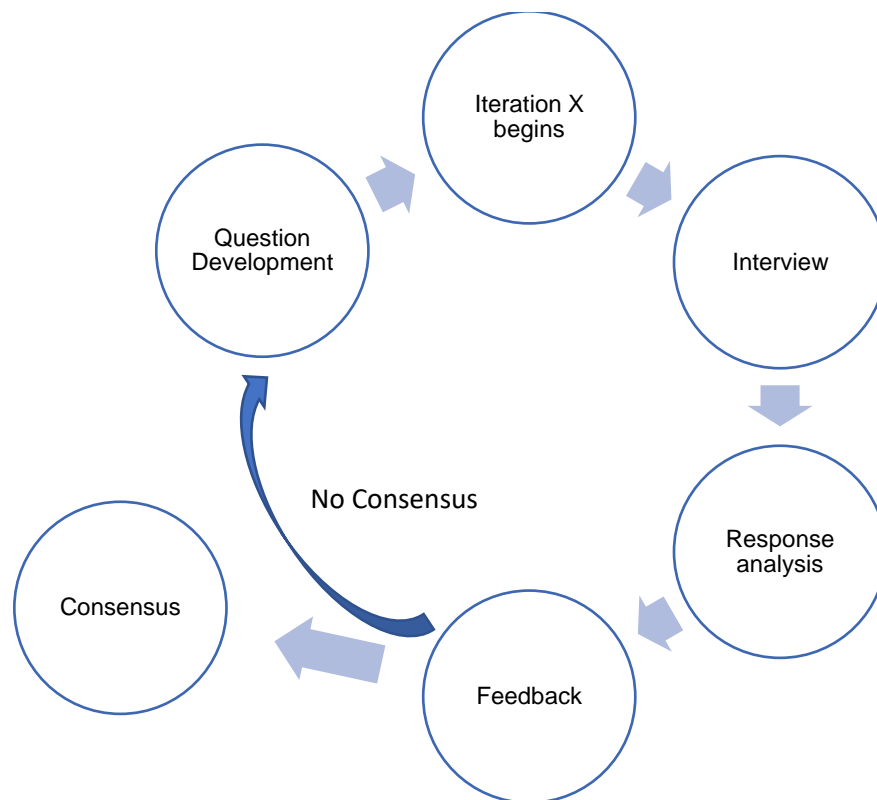 Iteration X
begins
Question
Development
Interview
No Consensus
Response
analysis
Consensus
Feedback